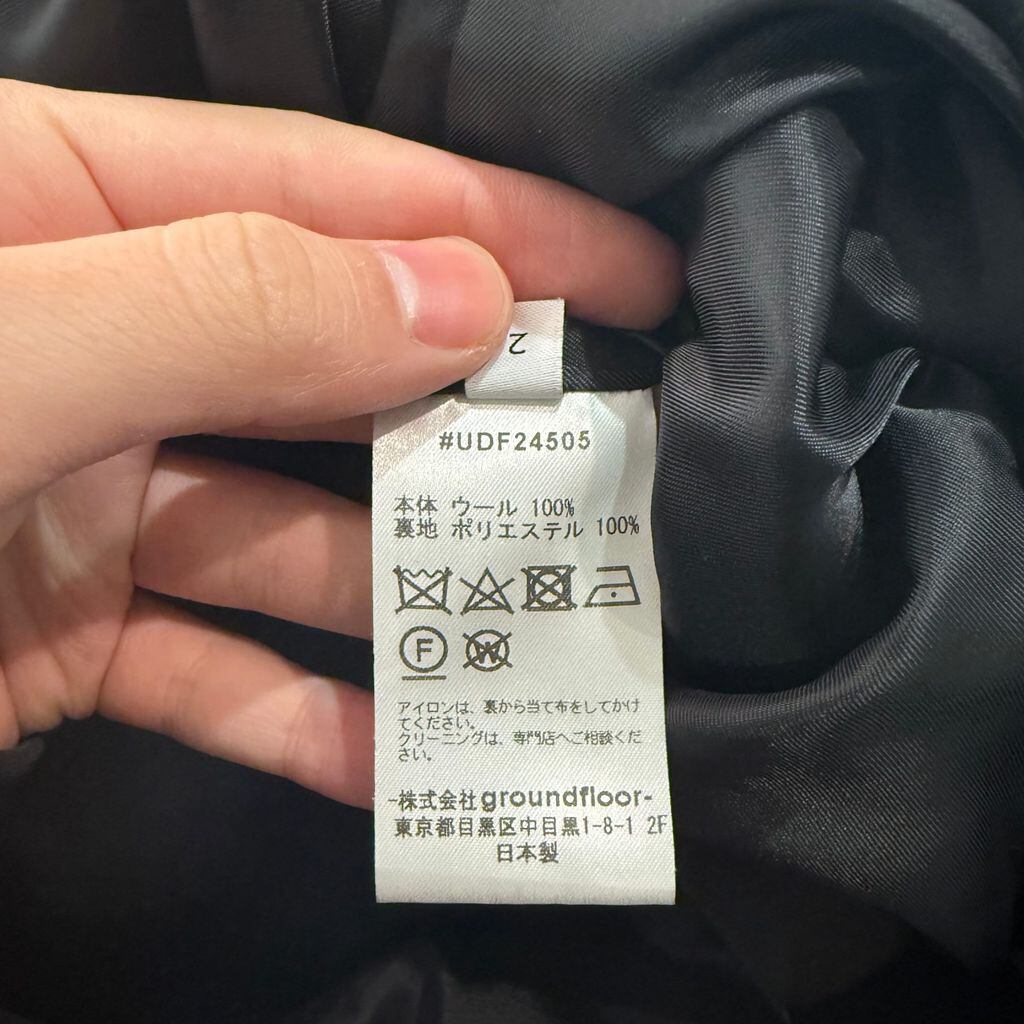 2
#UDF24505
本体 ウール 100%
裏地 ポリエステル 100%
F W
アイロンは、裏から当て布をしてかけ
てください。
クリーニングは、専門店へご相談くだ
さい。
-株式会社groundfloor-
東京都目黒区中目黒1-8-1 2F
日本製